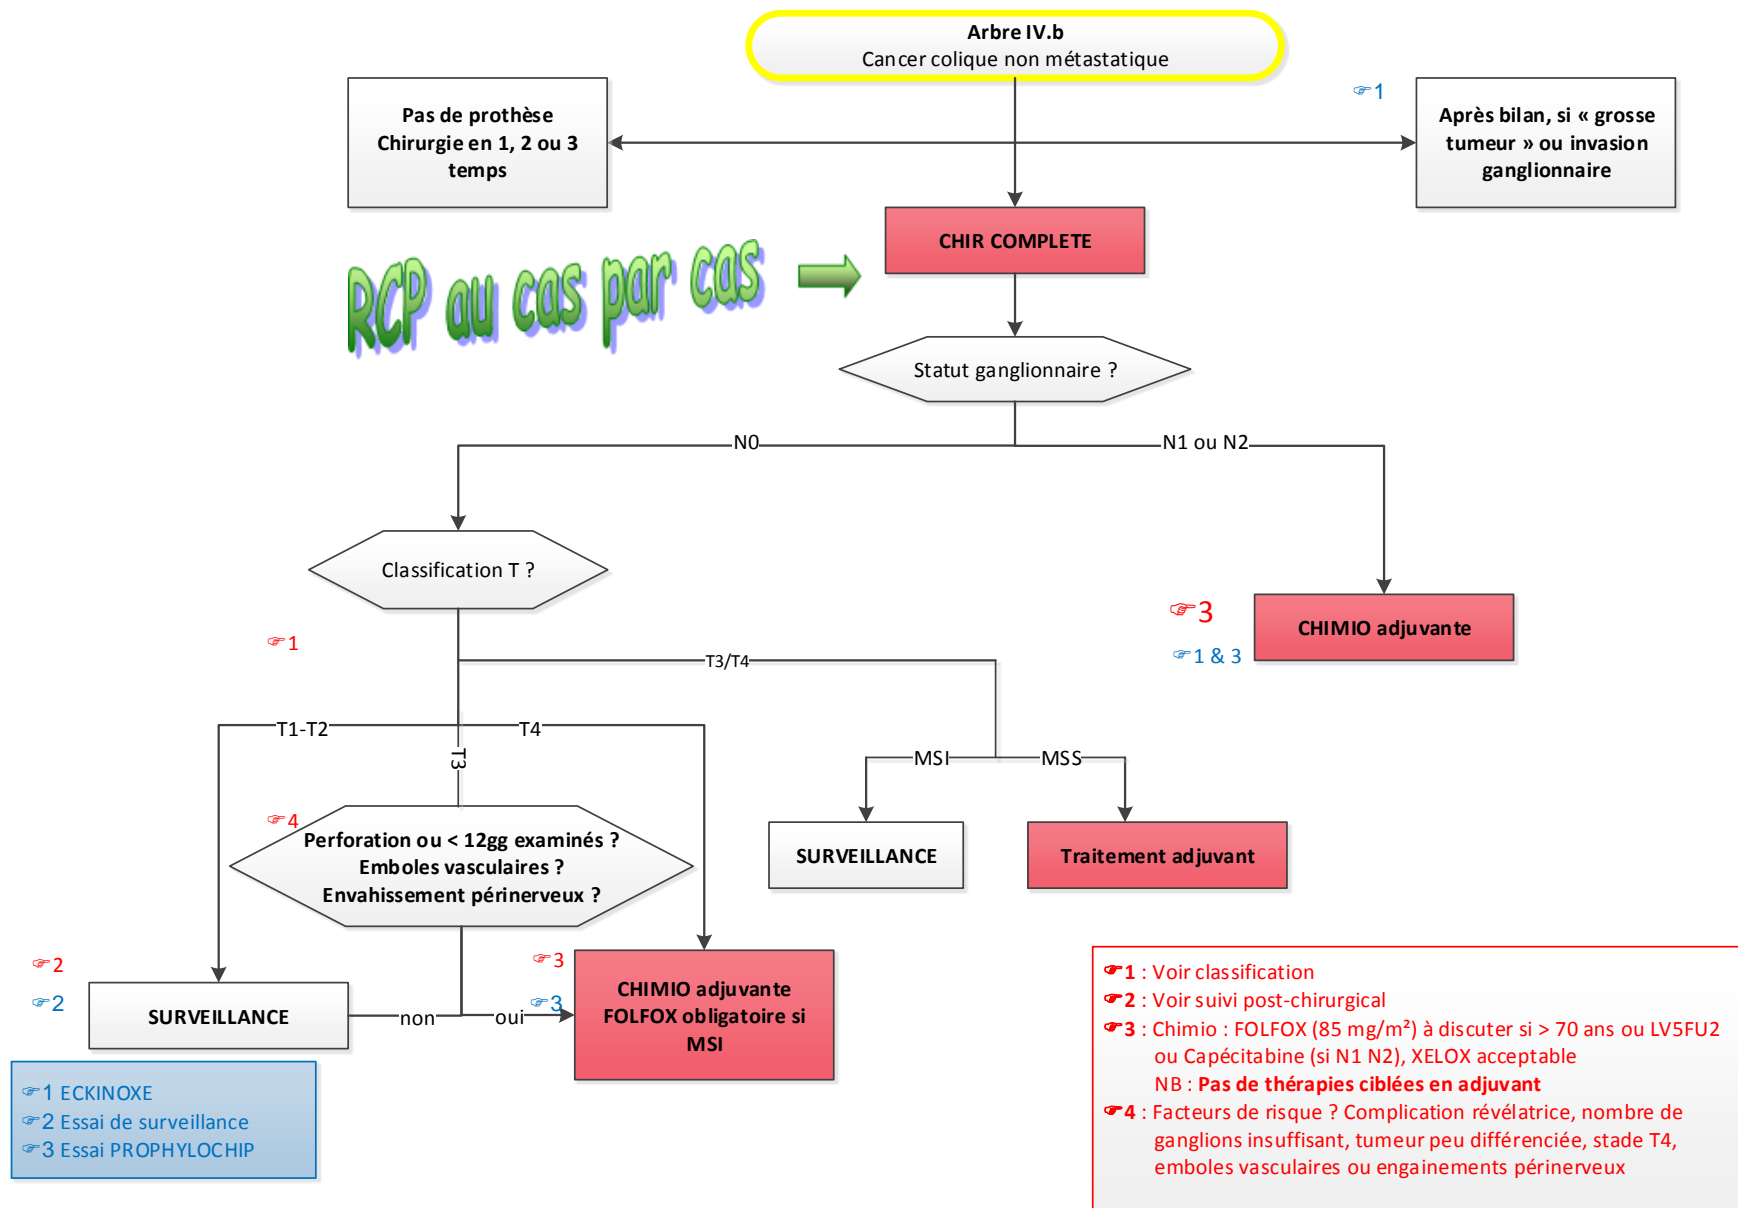 Arbre IV.b
Cancer colique non métastatique
Pas de prothèse
Chirurgie en 1, 2 ou 3
temps
☞1
Après bilan, si « grosse
tumeur » ou invasion
ganglionnaire
CHIR COMPLETE
RCP au cas par cas
Statut ganglionnaire ?
N0
N1 ou N2
Classification T ?
☞3
CHIMIO adjuvante
☞1 & 3
☞1
T3/T4
T1-T2
T4
T3
MSI
MSS
☞4
Perforation ou < 12gg examinés ?
Emboles vasculaires ?
Envahissement périnerveux ?
SURVEILLANCE
Traitement adjuvant
☞2
☞2
SURVEILLANCE
non
oui
☞3
☞3
CHIMIO adjuvante
FOLFOX obligatoire si
MSI
☞1 : Voir classification
☞2 : Voir suivi post-chirurgical
☞3 : Chimio : FOLFOX (85 mg/m²) à discuter si > 70 ans ou LV5FU2
ou Capécitabine (si N1 N2), XELOX acceptable
NB : Pas de thérapies ciblées en adjuvant
☞4 : Facteurs de risque ? Complication révélatrice, nombre de
ganglions insuffisant, tumeur peu différenciée, stade T4,
emboles vasculaires ou engainements périnerveux
☞1 ECKINOXE
☞2 Essai de surveillance
☞3 Essai PROPHYLOCHIP